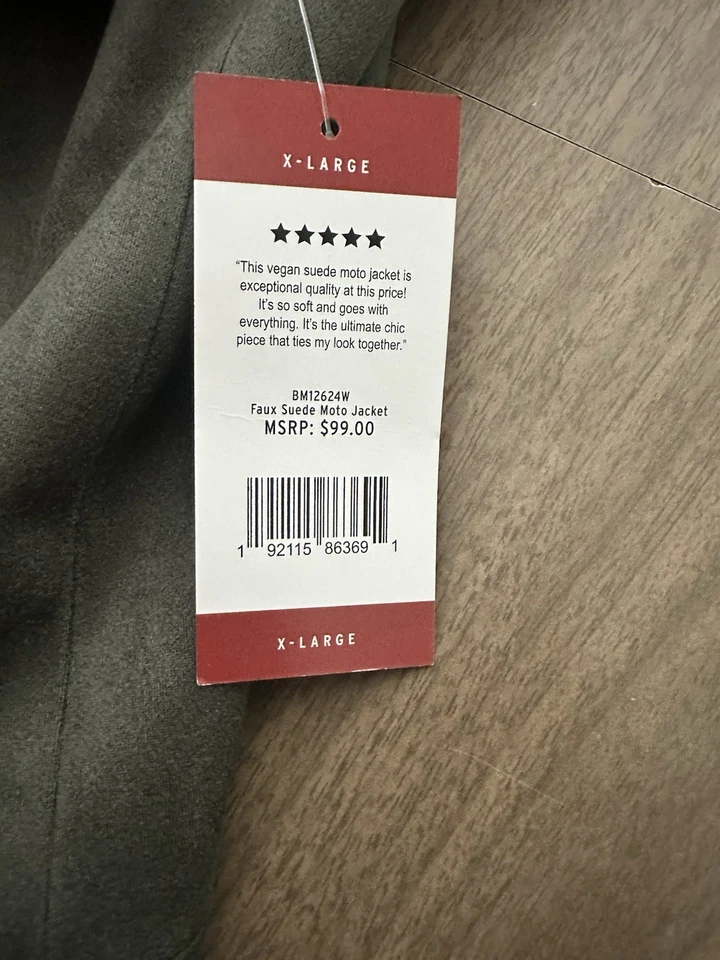 X-LARGE
★★★★★
"This vegan suede moto jacket is
exceptional quality at this price!
It's so soft and goes with
everything. It's the ultimate chic
piece that ties my look together."
BM12624W
Faux Suede Moto Jacket
MSRP: $99.00
1 92115 86369 1
X-LARGE